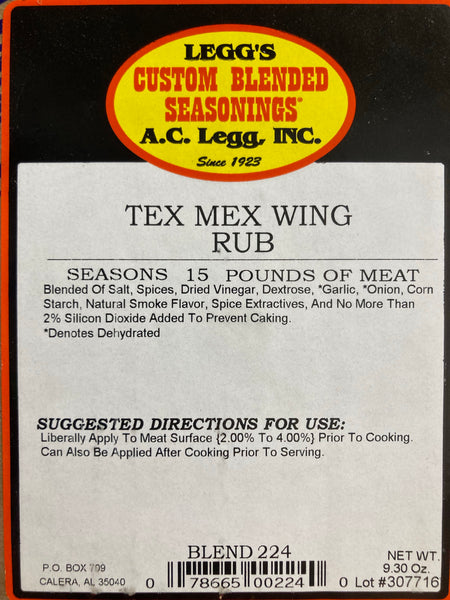 LEGG'S
CUSTOM BLENDED
SEASONINGS®
A.C. Legg, INC.
Since 1923
TEX MEX WING
RUB
SEASONS 15 POUNDS OF MEAT
Blended Of Salt, Spices, Dried Vinegar, Dextrose, *Garlic, *Onion, Corn
Starch, Natural Smoke Flavor, Spice Extractives, And No More Than
2% Silicon Dioxide Added To Prevent Caking.
*Denotes Dehydrated
SUGGESTED DIRECTIONS FOR USE:
Liberally Apply To Meat Surface {2.00% To 4.00%} Prior To Cooking.
Can Also Be Applied After Cooking Prior To Serving.
BLEND 224
P.O. BOX 709
CALERA, AL 35040
0 78665 00224 0
NET WT.
9.30 Oz.
Lot #307716